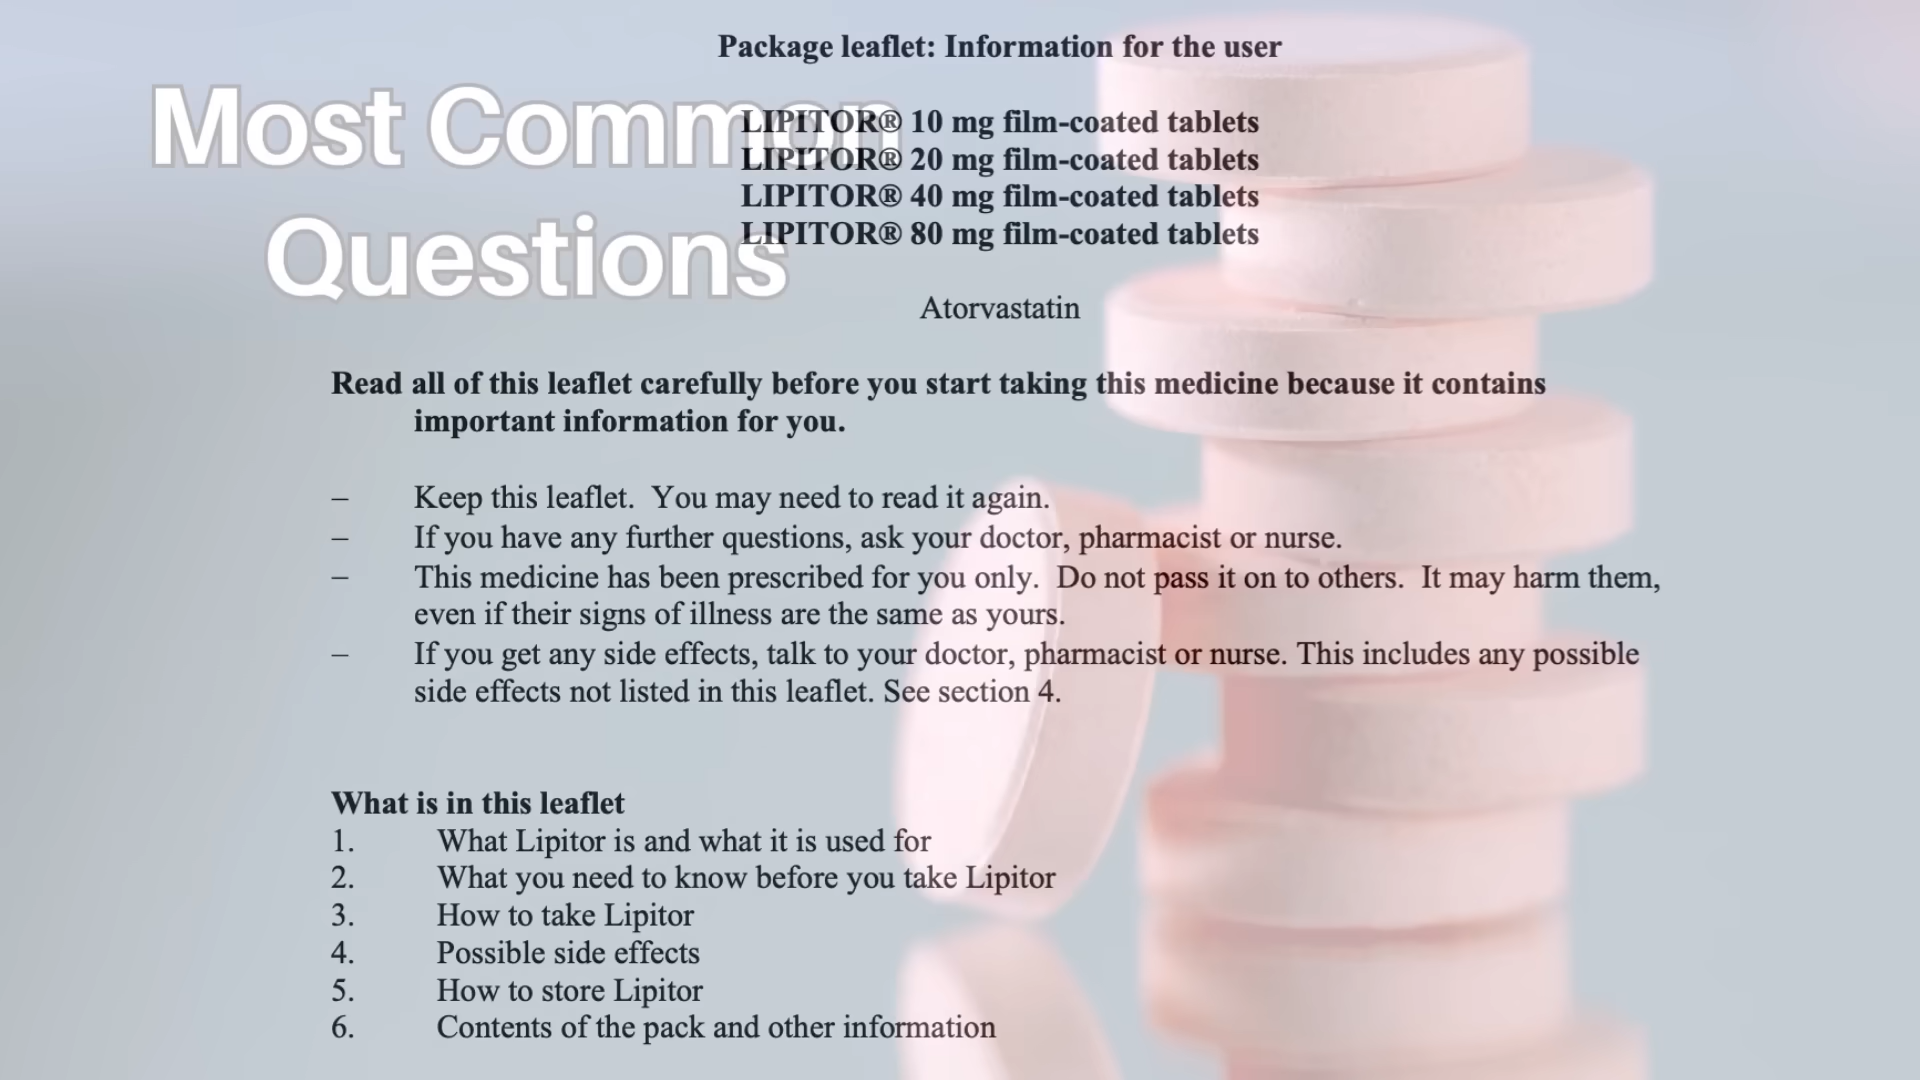 Package leaflet: Information for the user
Most Common
Questions
LIPITOR® 10 mg film-coated tablets
LIPITOR® 20 mg film-coated tablets
LIPITOR® 40 mg film-coated tablets
LIPITOR® 80 mg film-coated tablets
Atorvastatin
Read all of this leaflet carefully before you start taking this medicine because it contains
important information for you.
– Keep this leaflet. You may need to read it again.
– If you have any further questions, ask your doctor, pharmacist or nurse.
– This medicine has been prescribed for you only. Do not pass it on to others. It may harm them,
even if their signs of illness are the same as yours.
– If you get any side effects, talk to your doctor, pharmacist or nurse. This includes any possible
side effects not listed in this leaflet. See section 4.
What is in this leaflet
1. What Lipitor is and what it is used for
2. What you need to know before you take Lipitor
3. How to take Lipitor
4. Possible side effects
5. How to store Lipitor
6. Contents of the pack and other information